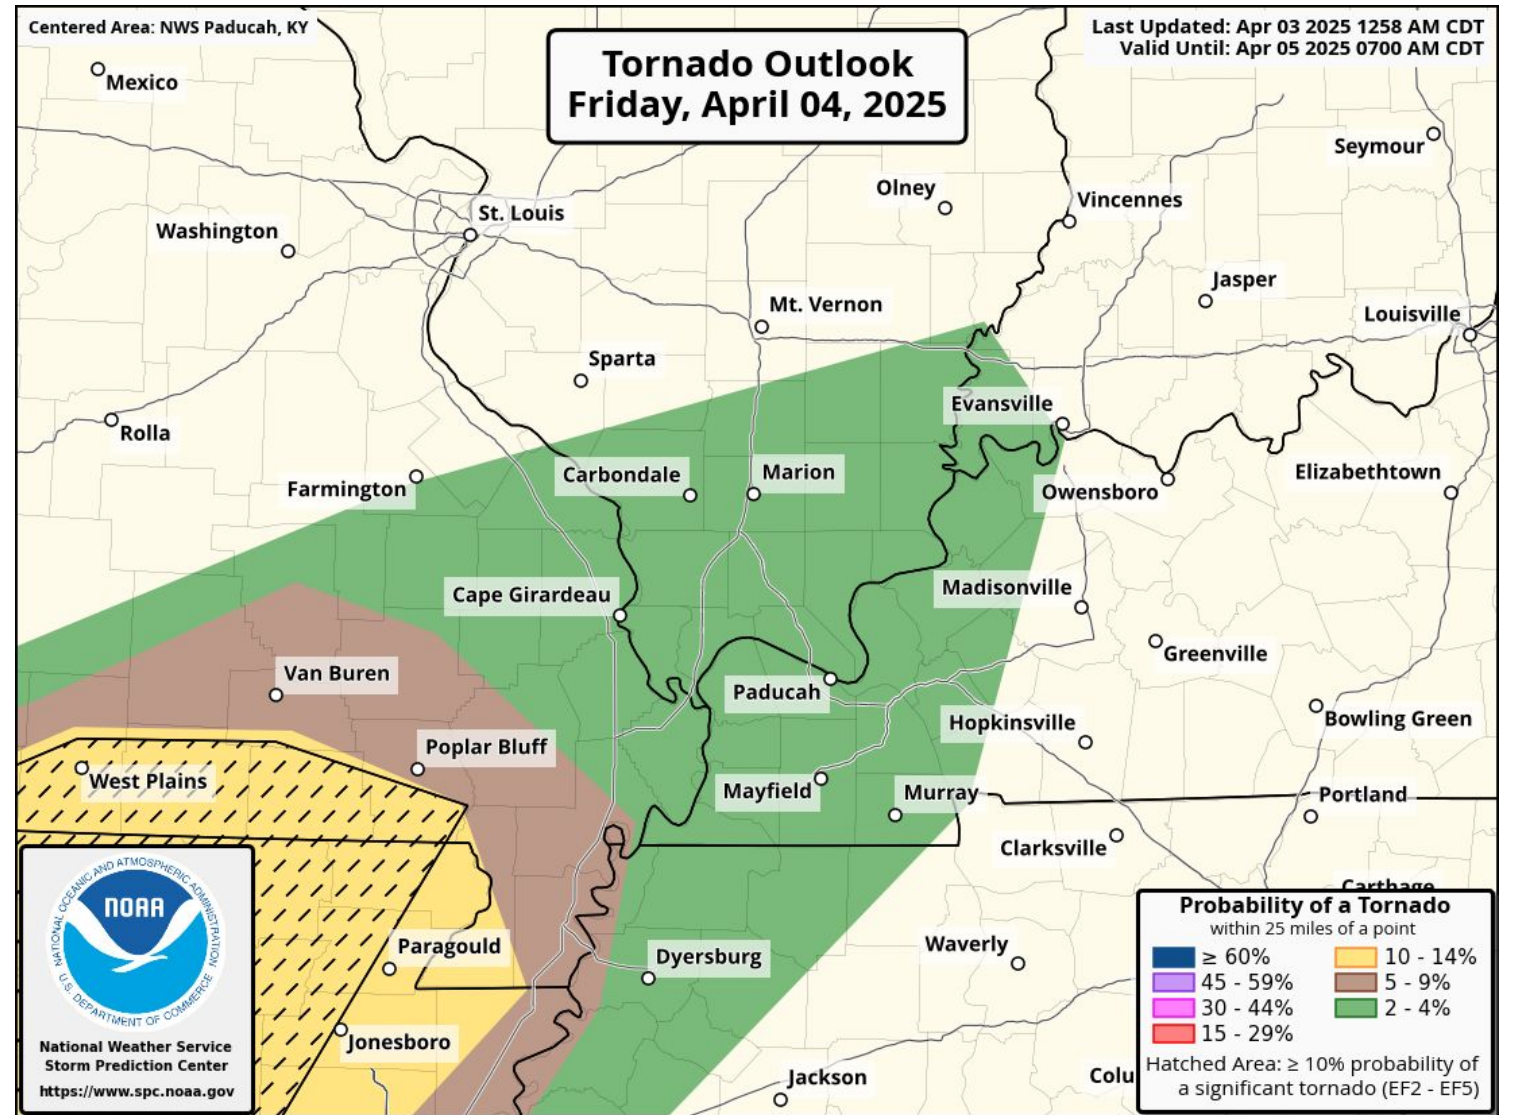 Centered Area: NWS Paducah, KY
Last Updated: Apr 03 2025 1258 AM CDT
Valid Until: Apr 05 2025 0700 AM CDT
Tornado Outlook
Friday, April 04, 2025
Mexico
Seymour
Olney
Vincennes
St. Louis
Washington
Jasper
Mt. Vernon
Louisville
Sparta
Evansville
Rolla
Carbondale
Marion
Elizabethtown
Farmington
Owensboro
Cape Girardeau
Madisonville
Greenville
Van Buren
Paducah
Bowling Green
Hopkinsville
Poplar Bluff
West Plains
Mayfield
Murray
Portland
Clarksville
Carthage
Paragould
Waverly
Dyersburg
Jonesboro
Jackson
Colu
NATIONAL OCEANIC AND ATMOSPHERIC ADMINISTRATION
NOAA
U.S. DEPARTMENT OF COMMERCE
National Weather Service
Storm Prediction Center
https://www.spc.noaa.gov
Probability of a Tornado
within 25 miles of a point
≥ 60%
45 - 59%
30 - 44%
15 - 29%
10 - 14%
5 - 9%
2 - 4%
Hatched Area: ≥ 10% probability of
a significant tornado (EF2 - EF5)